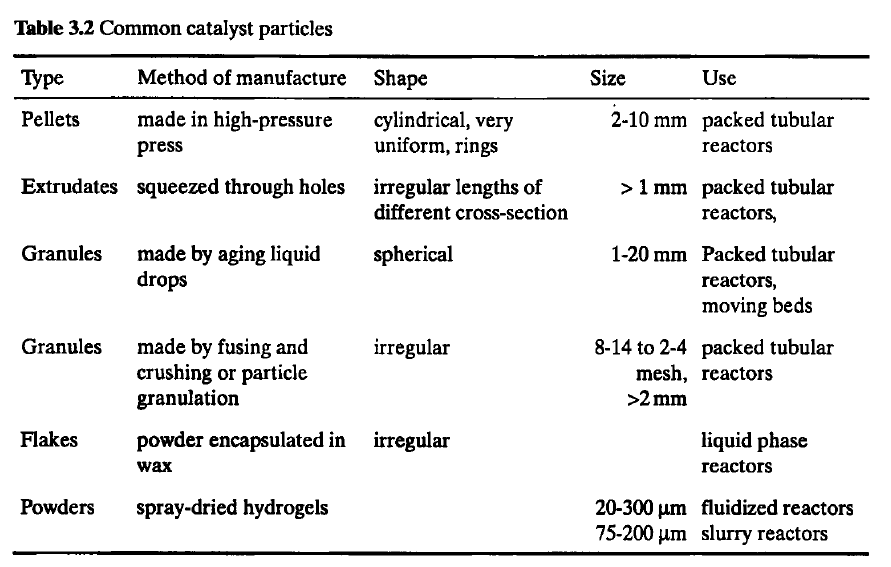 Table 3.2 Common catalyst particles
Type Method of manufacture Shape Size Use
Pellets made in high-pressure cylindrical, very 2-10 mm packed tubular
press uniform, rings reactors
Extrudates squeezed through holes irregular lengths of > 1 mm packed tubular
different cross-section reactors,
Granules made by aging liquid spherical 1-20 mm Packed tubular
drops reactors,
moving beds
Granules made by fusing and irregular 8-14 to 2-4 packed tubular
crushing or particle mesh, reactors
granulation >2 mm
Flakes powder encapsulated in irregular liquid phase
wax reactors
Powders spray-dried hydrogels 20-300 µm fluidized reactors
75-200 µm slurry reactors